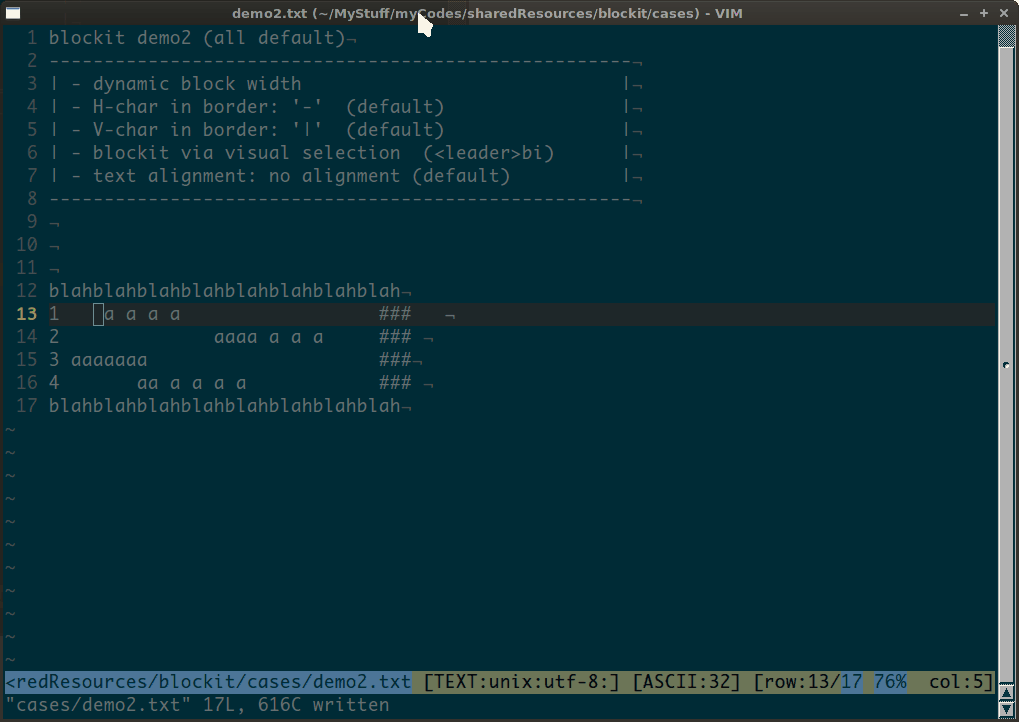 demo2.txt (~/MyStuff/myCodes/sharedResources/blockit/cases) - VIM
1 blockit demo2 (all default)¬
2 -----------------------------------------------------¬
3 | - dynamic block width                             |¬
4 | - H-char in border: '-'  (default)                |¬
5 | - V-char in border: '|'  (default)                |¬
6 | - blockit via visual selection  (<leader>bi)      |¬
7 | - text alignment: no alignment (default)          |¬
8 -----------------------------------------------------¬
9 ¬
10 ¬
11 ¬
12 blahblahblahblahblahblahblahblah¬
13 1    a a a a                  ###   ¬
14 2              aaaa a a a     ### ¬
15 3 aaaaaaa                     ###¬
16 4       aa a a a a            ### ¬
17 blahblahblahblahblahblahblahblah¬
~
~
~
~
~
~
~
~
~
~
~
<redResources/blockit/cases/demo2.txt [TEXT:unix:utf-8:] [ASCII:32] [row:13/17 76%  col:5]
"cases/demo2.txt" 17L, 616C written